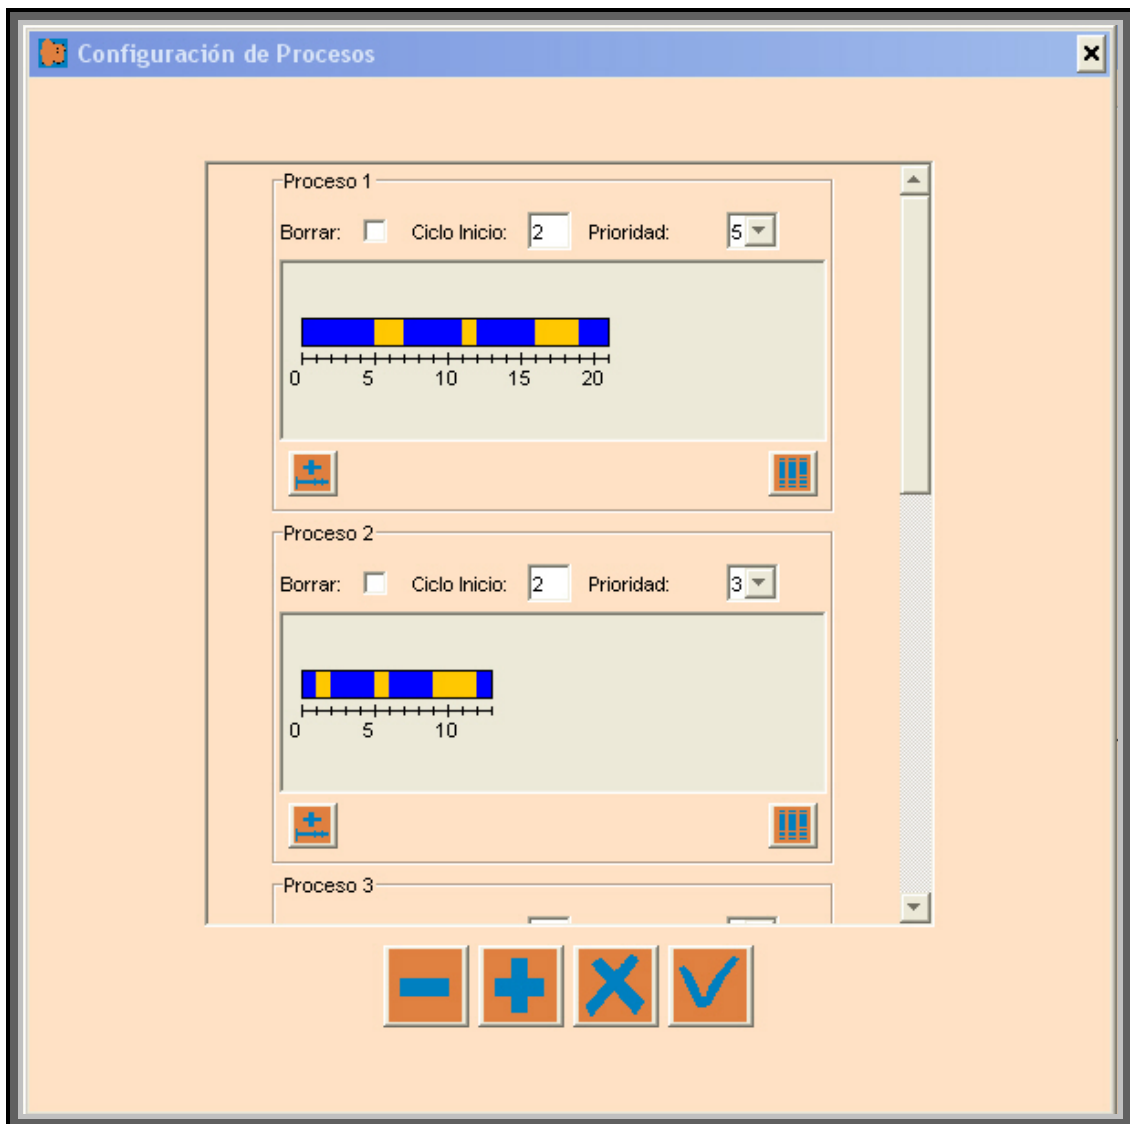 Configuración de Procesos
Proceso 1
Borrar: Ciclo Inicio: 2 Prioridad: 5
0 5 10 15 20
Proceso 2
Borrar: Ciclo Inicio: 2 Prioridad: 3
0 5 10
Proceso 3